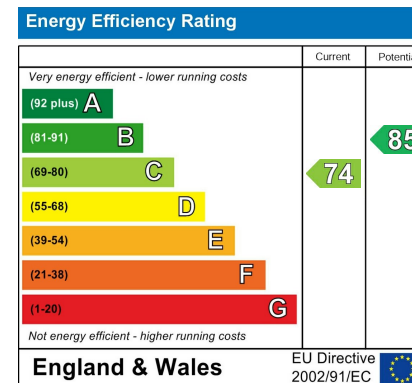 Energy Efficiency Rating
Current Potenti
Very energy efficient - lower running costs
(92 plus) A
(81-91) B
85
(69-80) C
74
(55-68) D
(39-54) E
(21-38) F
(1-20) G
Not energy efficient - higher running costs
England & Wales
EU Directive
2002/91/EC